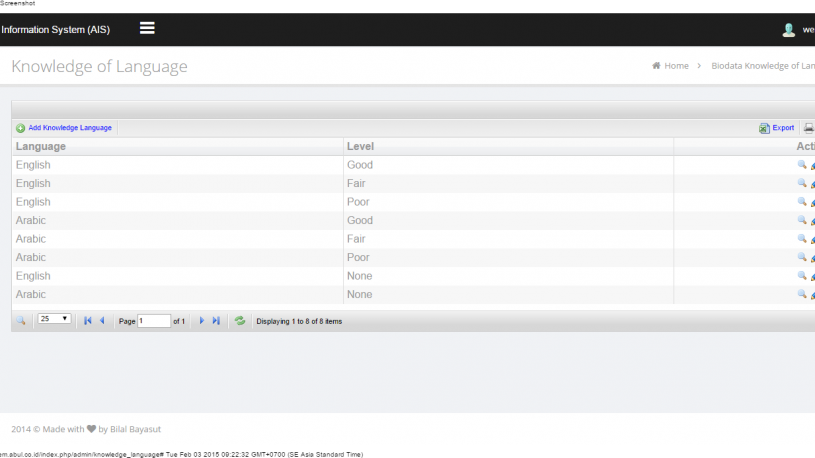 Screenshot
Information System (AIS)
Knowledge of Language
Home > Biodata Knowledge of
Add Knowledge Language
Export
Language Level
English Good
English Fair
English Poor
Arabic Good
Arabic Fair
Arabic Poor
English None
Arabic None
25 Page 1 of 1 Displaying 1 to 8 of 8 items
2014 © Made with ❤ by Bilal Bayasut
em.abul.co.id/index.php/admin/knowledge_language# Tue Feb 03 2015 09:22:32 GMT+0700 (SE Asia Standard Time)